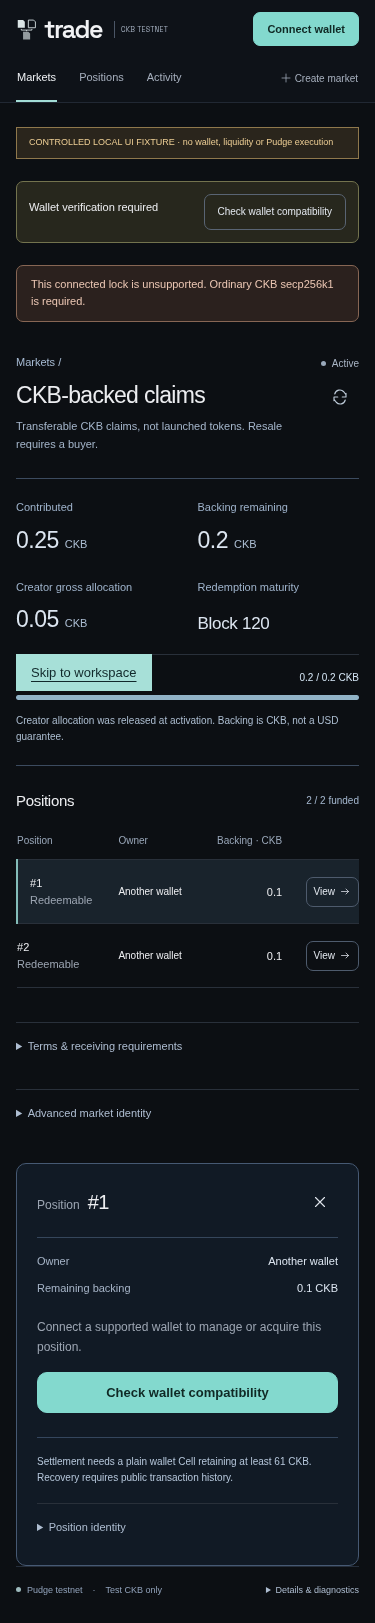 trade
CKB TESTNET
Connect wallet
Markets
Positions
Activity
Create market
CONTROLLED LOCAL UI FIXTURE · no wallet, liquidity or Pudge execution
Wallet verification required
Check wallet compatibility
This connected lock is unsupported. Ordinary CKB secp256k1
is required.
Markets /
Active
CKB-backed claims
Transferable CKB claims, not launched tokens. Resale
requires a buyer.
Contributed
Backing remaining
0.25 CKB
0.2 CKB
Creator gross allocation
Redemption maturity
0.05 CKB
Block 120
Skip to workspace
0.2 / 0.2 CKB
Creator allocation was released at activation. Backing is CKB, not a USD
guarantee.
Positions
2 / 2 funded
Position
Owner
Backing · CKB
#1
Redeemable
Another wallet
0.1
View →
#2
Redeemable
Another wallet
0.1
View →
Terms & receiving requirements
Advanced market identity
Position #1
Owner
Another wallet
Remaining backing
0.1 CKB
Connect a supported wallet to manage or acquire this
position.
Check wallet compatibility
Settlement needs a plain wallet Cell retaining at least 61 CKB.
Recovery requires public transaction history.
Position identity
Pudge testnet · Test CKB only
Details & diagnostics